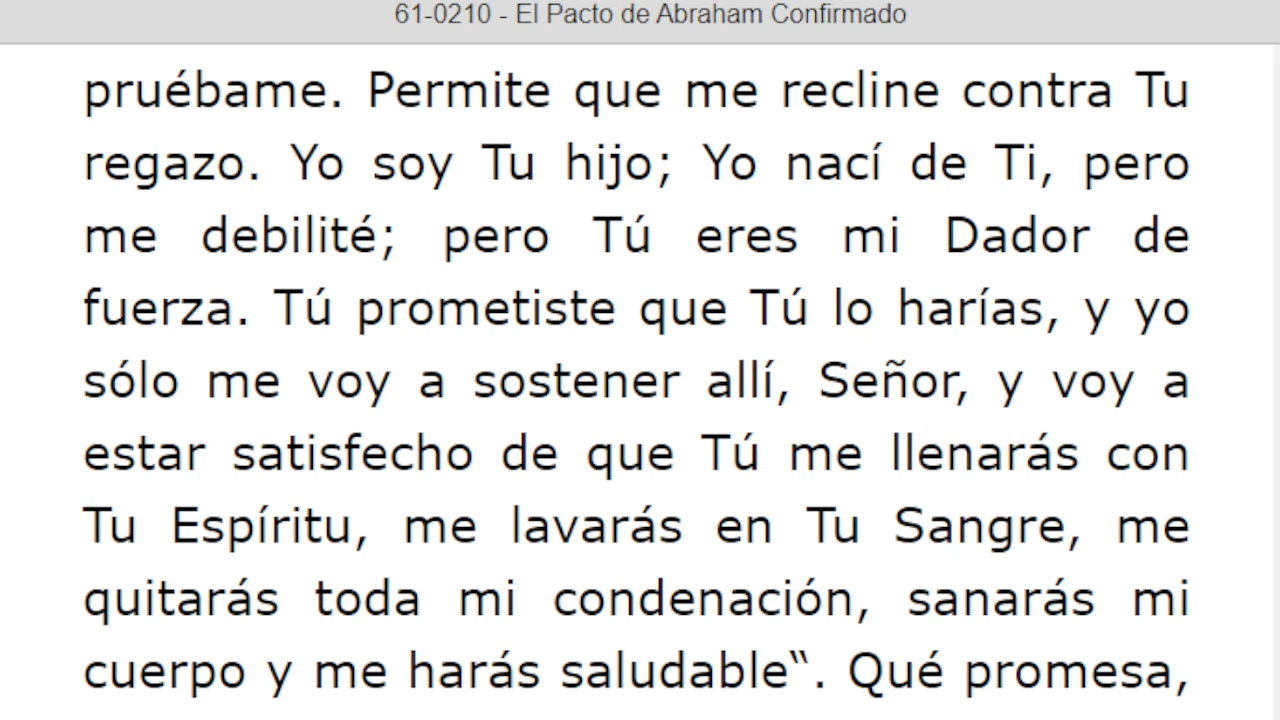 61-0210 - El Pacto de Abraham Confirmado
pruébame. Permite que me recline contra Tu
regazo. Yo soy Tu hijo; Yo nací de Ti, pero
me debilité; pero Tú eres mi Dador de
fuerza. Tú prometiste que Tú lo harías, y yo
sólo me voy a sostener allí, Señor, y voy a
estar satisfecho de que Tú me llenarás con
Tu Espíritu, me lavarás en Tu Sangre, me
quitarás toda mi condenación, sanarás mi
cuerpo y me harás saludable“. Qué promesa,